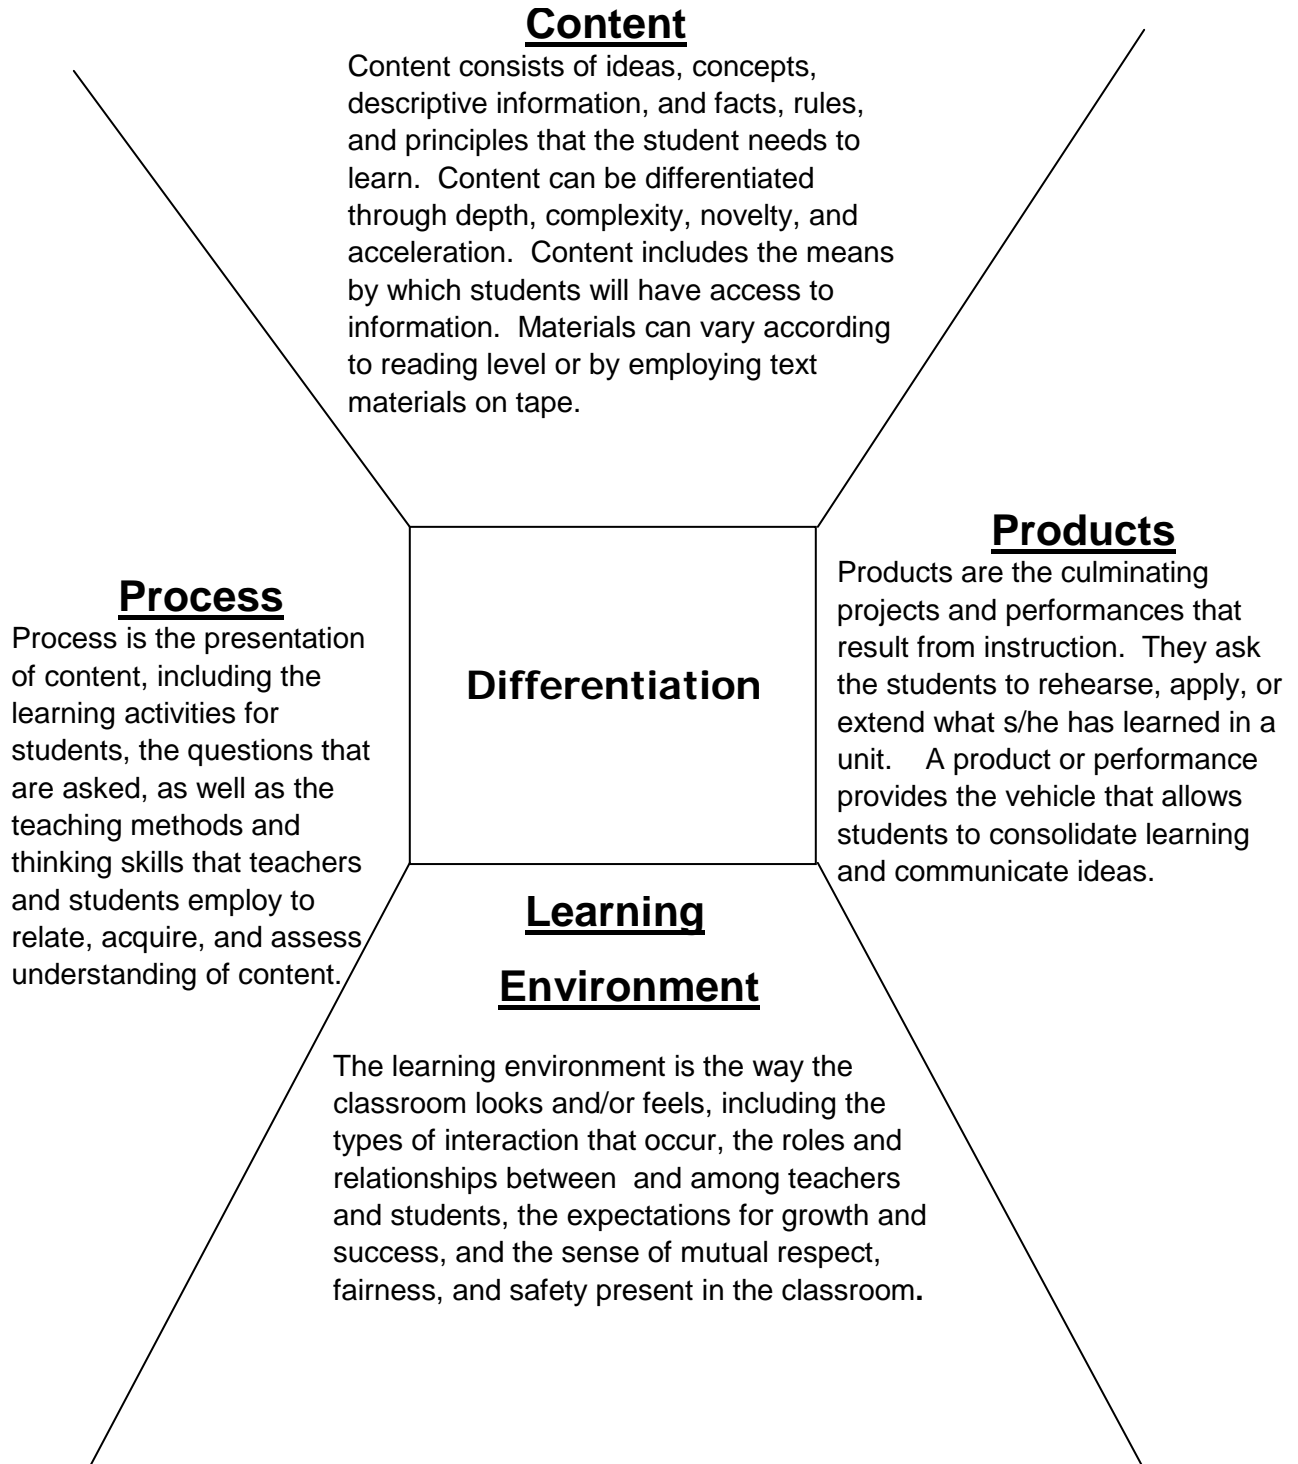 Content
Content consists of ideas, concepts,
descriptive information, and facts, rules,
and principles that the student needs to
learn.  Content can be differentiated
through depth, complexity, novelty, and
acceleration.  Content includes the means
by which students will have access to
information.  Materials can vary according
to reading level or by employing text
materials on tape.
Process
Process is the presentation
of content, including the
learning activities for
students, the questions that
are asked, as well as the
teaching methods and
thinking skills that teachers
and students employ to
relate, acquire, and assess
understanding of content.
Differentiation
Products
Products are the culminating
projects and performances that
result from instruction.  They ask
the students to rehearse, apply, or
extend what s/he has learned in a
unit.    A product or performance
provides the vehicle that allows
students to consolidate learning
and communicate ideas.
Learning
Environment
The learning environment is the way the
classroom looks and/or feels, including the
types of interaction that occur, the roles and
relationships between  and among teachers
and students, the expectations for growth and
success, and the sense of mutual respect,
fairness, and safety present in the classroom.